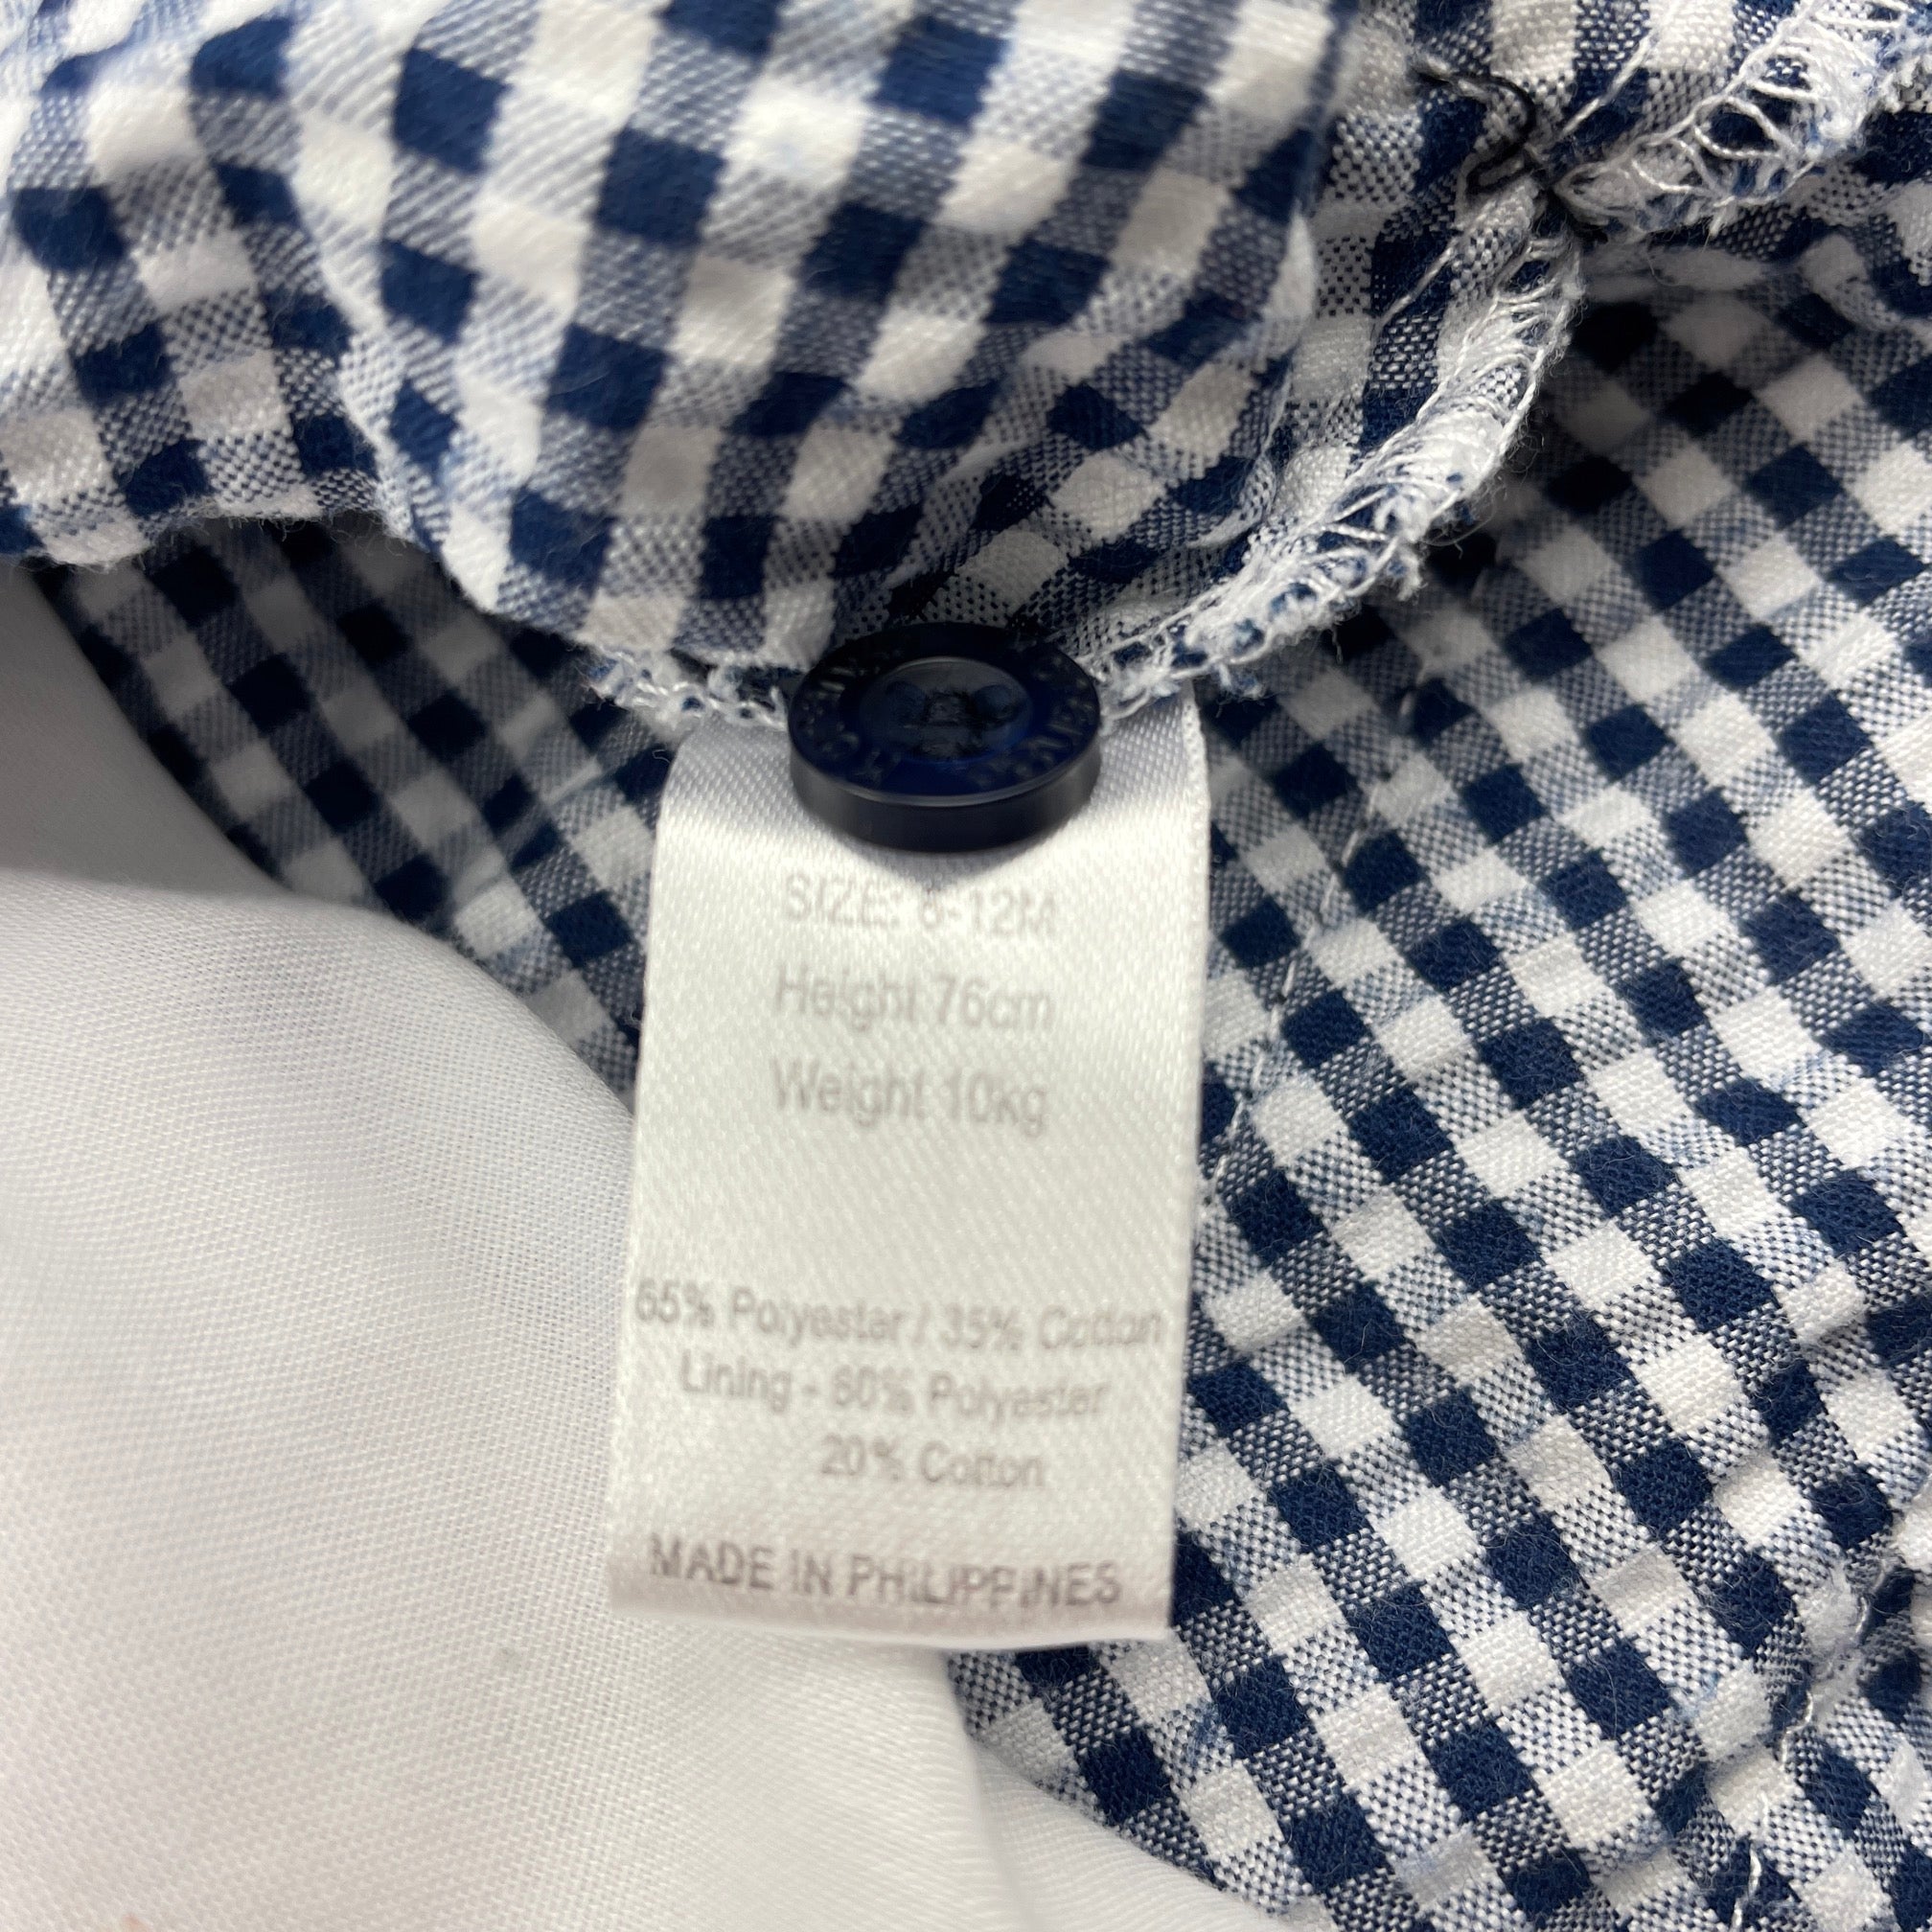 SIZE: 6-12M
Height 76cm
Weight 10kg
65% Polyester / 35% Cotton
Lining - 80% Polyester
20% Cotton
MADE IN PHILIPPINES